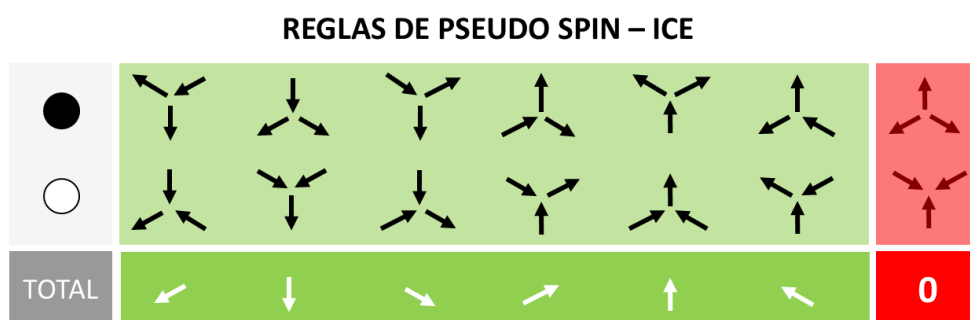 REGLAS DE PSEUDO SPIN – ICE
TOTAL
0